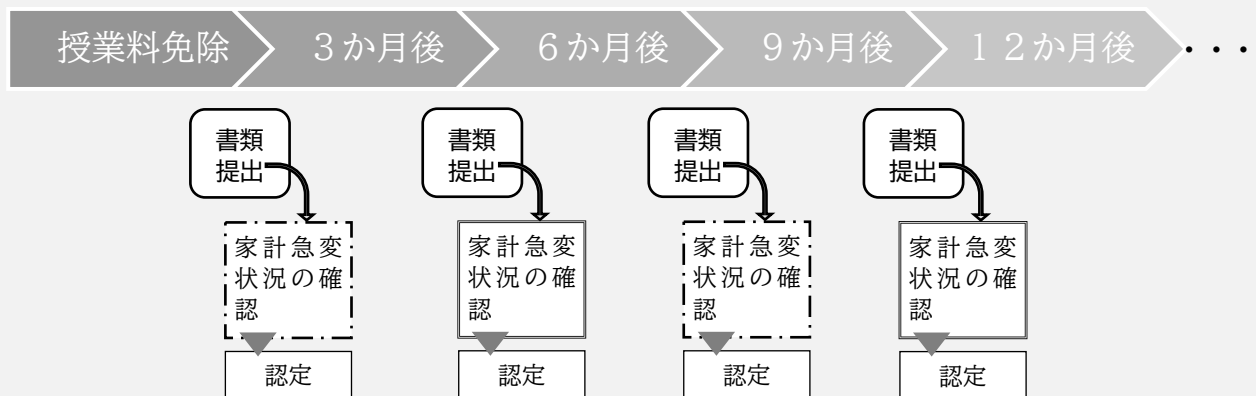 授業料免除
３か月後
６か月後
９か月後
１２か月後
・・・
書類
提出
書類
提出
書類
提出
書類
提出
家計急変
状況の確
認
家計急変
状況の確
認
家計急変
状況の確
認
家計急変
状況の確
認
認定
認定
認定
認定